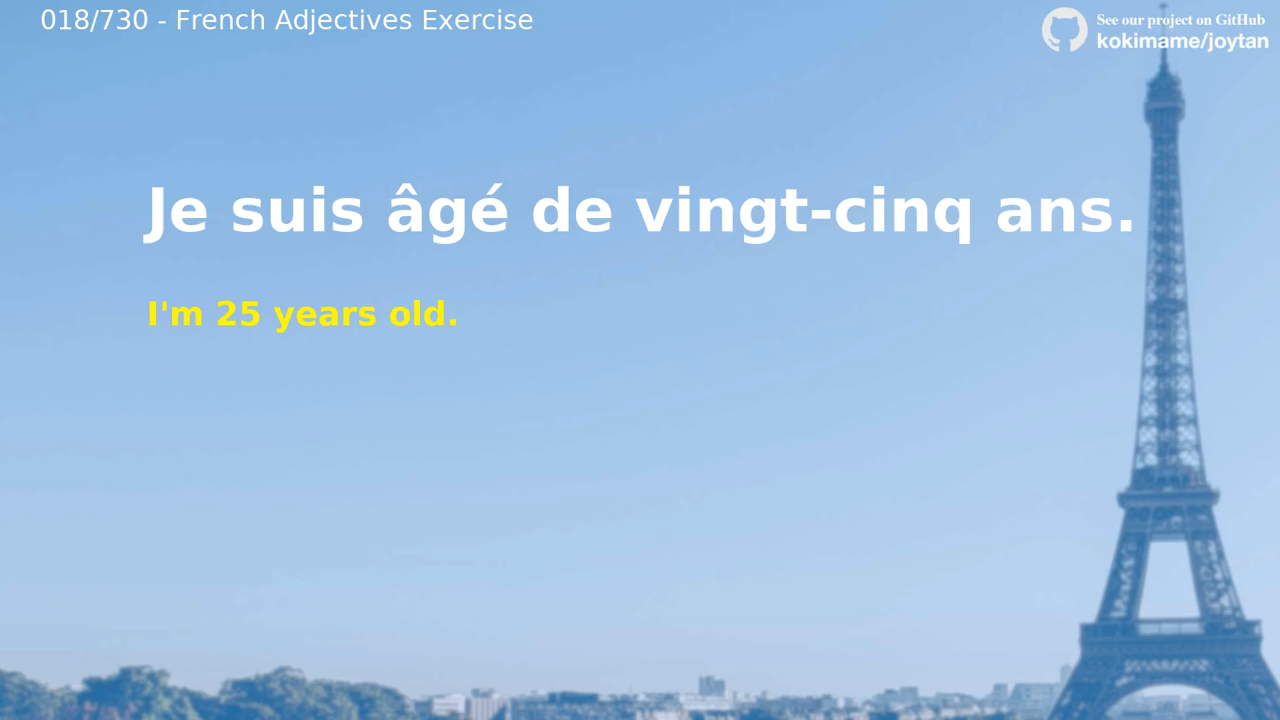 018/730 - French Adjectives Exercise
See our project on GitHub
kokimame/joytan
Je suis âgé de vingt-cinq ans.
I'm 25 years old.